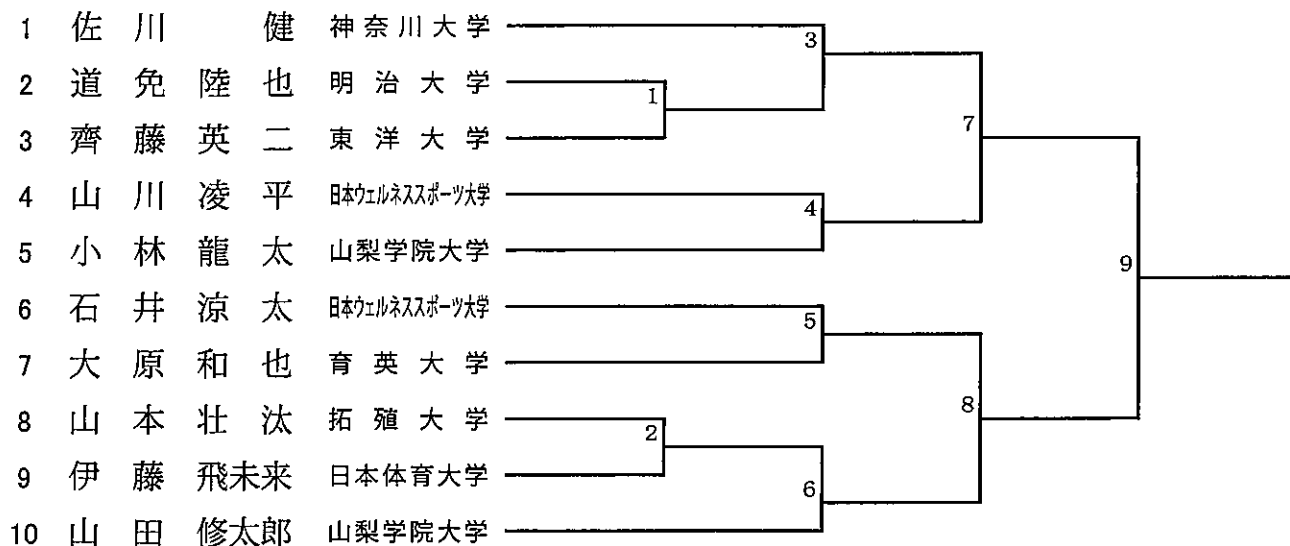 1 佐川 健 神奈川大学
2 道免陸也 明治大学
3 齊藤英二 東洋大学
4 山川凌平 日本ウェルネススポーツ大学
5 小林龍太 山梨学院大学
6 石井涼太 日本ウェルネススポーツ大学
7 大原和也 育英大学
8 山本壮汰 拓殖大学
9 伊藤飛未来 日本体育大学
10 山田修太郎 山梨学院大学
3
1
7
4
9
5
8
2
6